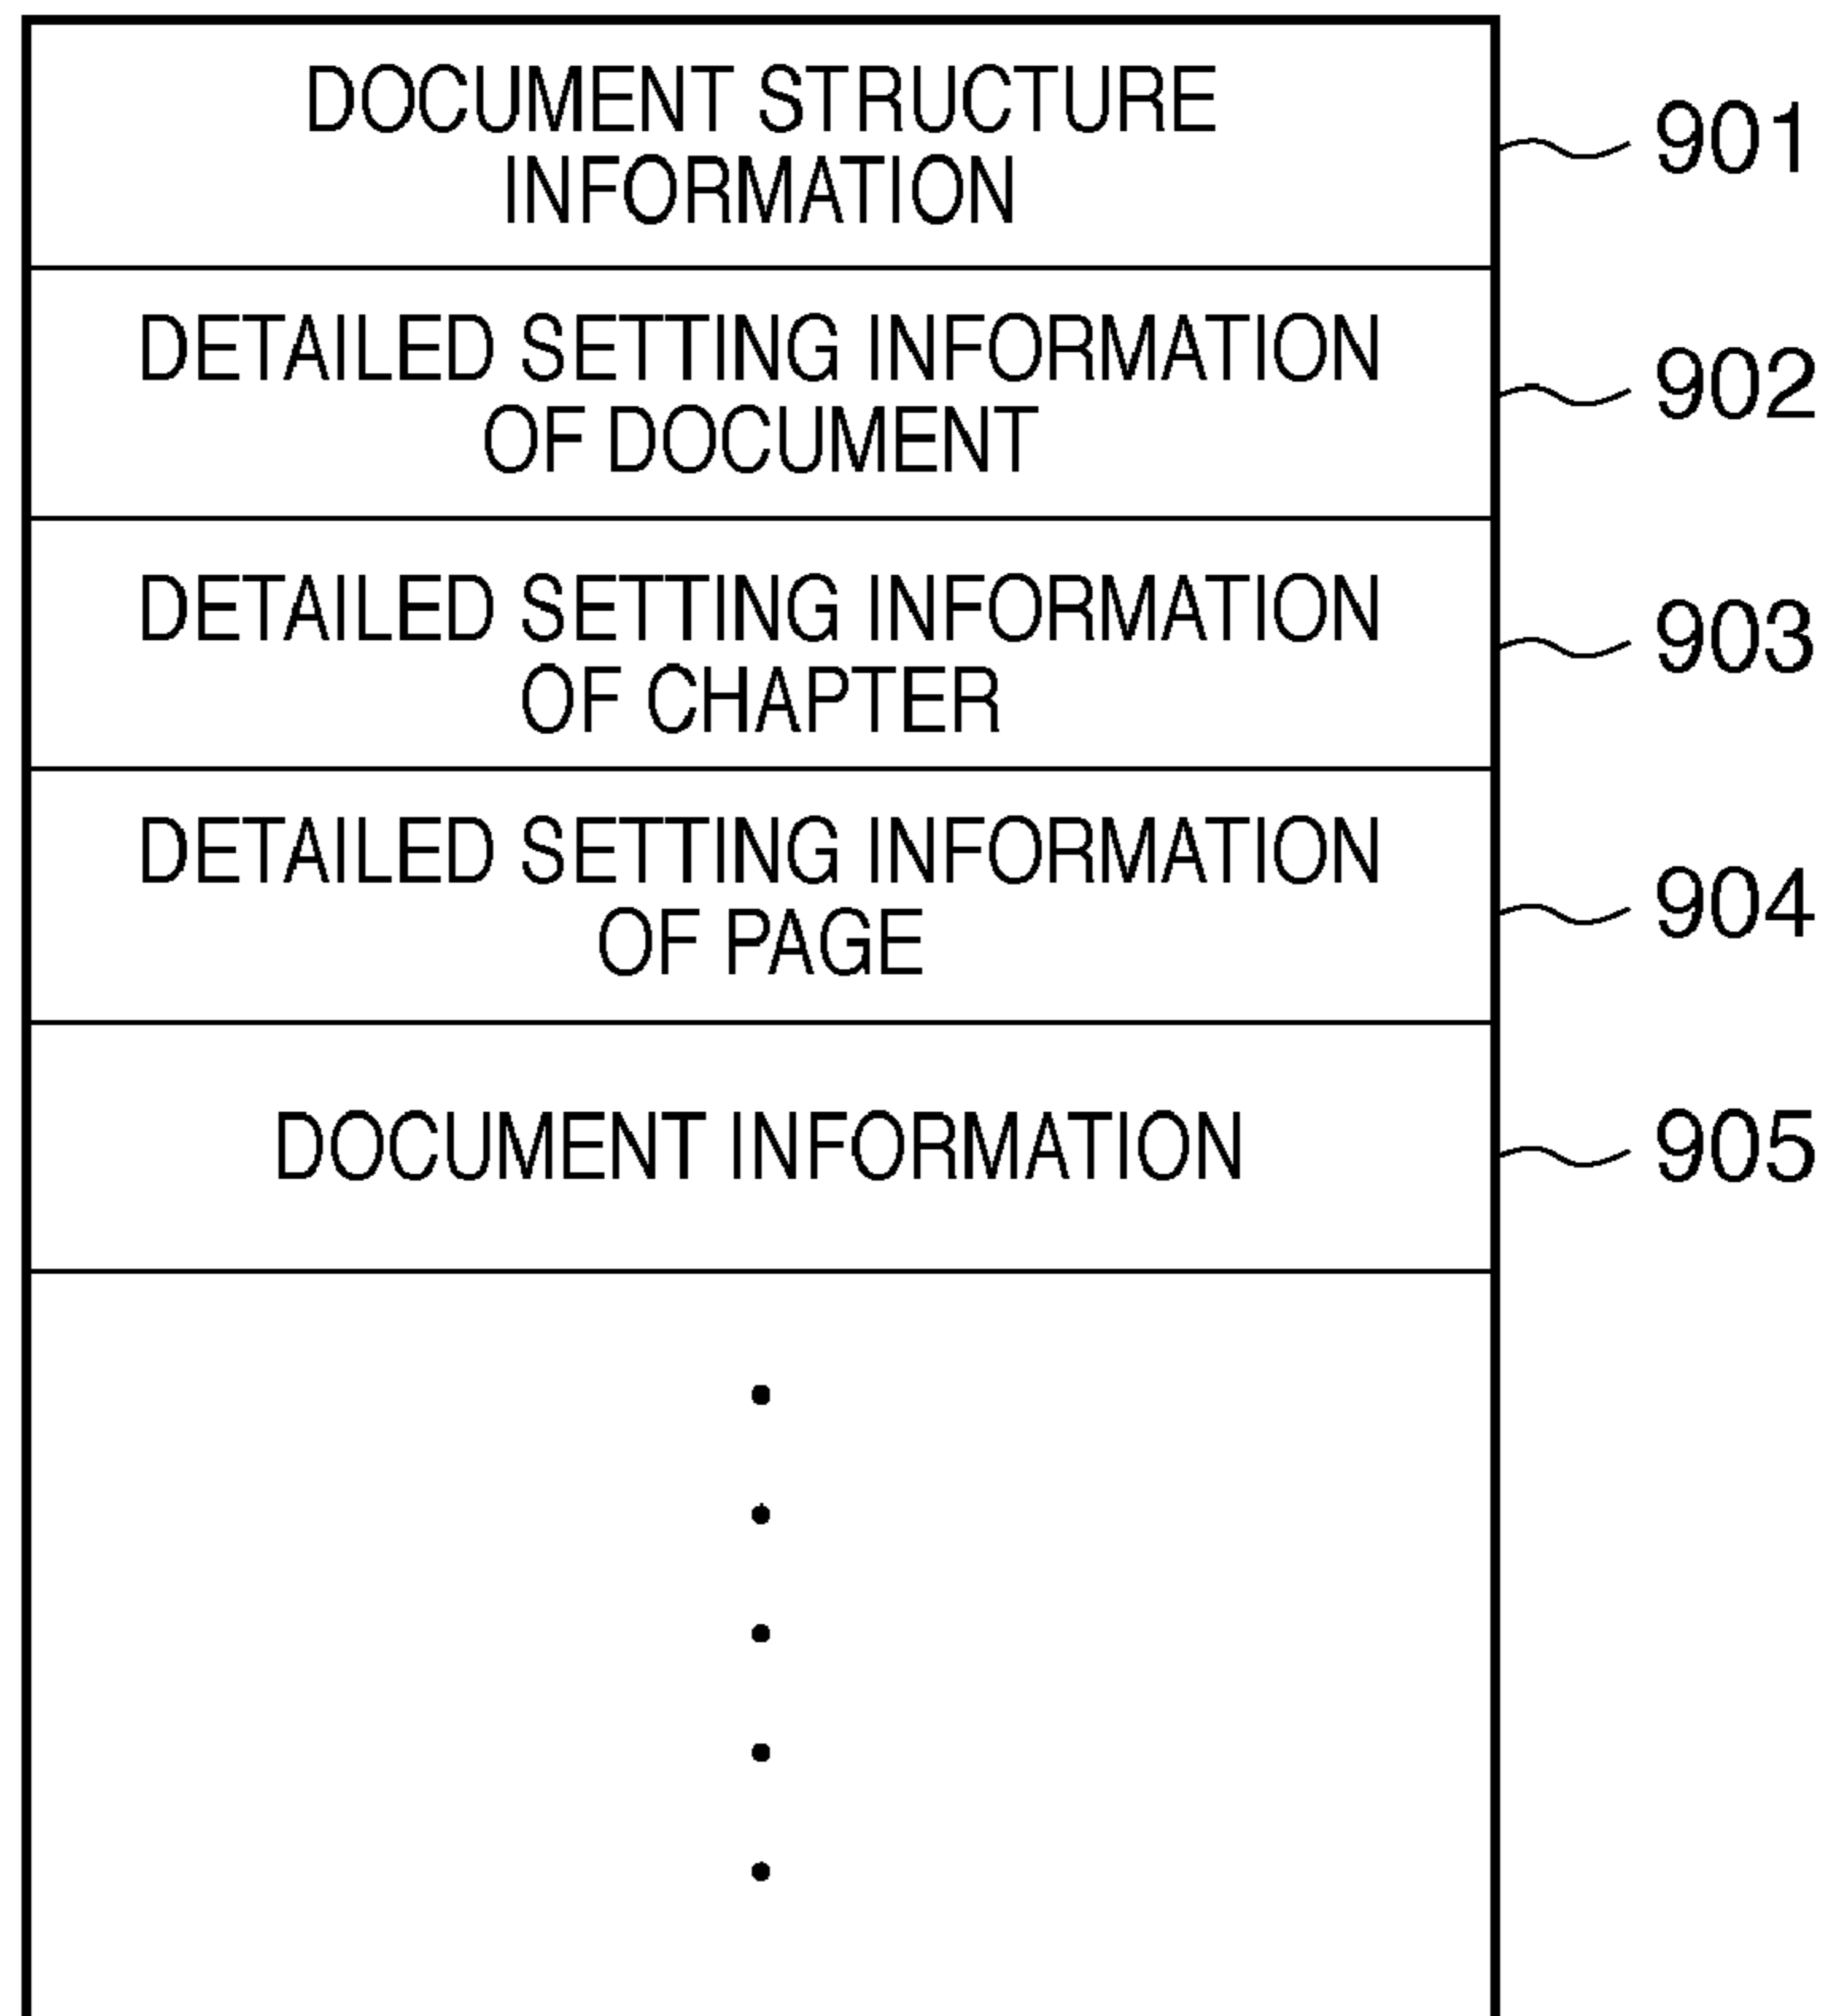 DOCUMENT STRUCTURE
INFORMATION
901
DETAILED SETTING INFORMATION
OF DOCUMENT
902
DETAILED SETTING INFORMATION
OF CHAPTER
903
DETAILED SETTING INFORMATION
OF PAGE
904
DOCUMENT INFORMATION
905